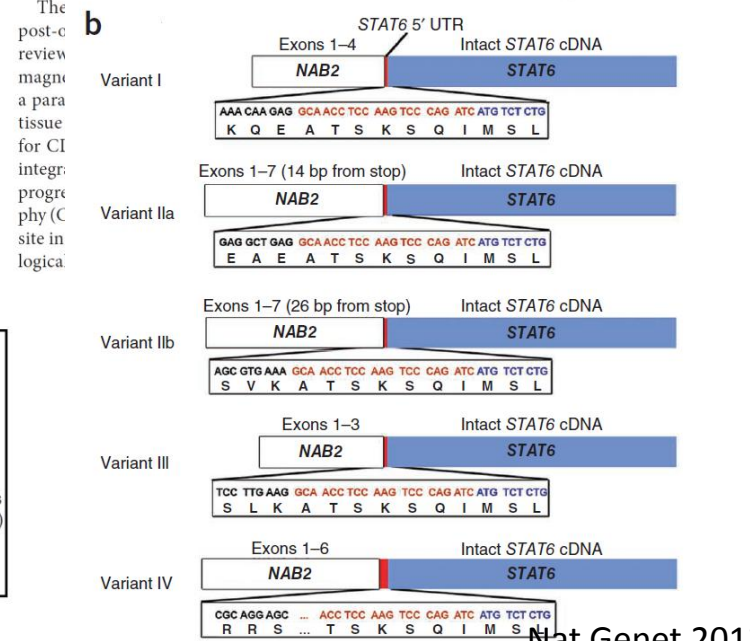 The
post-o
review
magne
a para
tissue
for CD
integra
progre
phy (C
site in
logical
b
STAT6 5′ UTR
Exons 1–4 Intact STAT6 cDNA
Variant I NAB2 STAT6
AAA CAA GAG GCA ACC TCC AAG TCC CAG ATC ATG TCT CTG
K Q E A T S K S Q I M S L
Exons 1–7 (14 bp from stop) Intact STAT6 cDNA
Variant IIa NAB2 STAT6
GAG GCT GAG GCA ACC TCC AAG TCC CAG ATC ATG TCT CTG
E A E A T S K S Q I M S L
Exons 1–7 (26 bp from stop) Intact STAT6 cDNA
Variant IIb NAB2 STAT6
AGC GTG AAA GCA ACC TCC AAG TCC CAG ATC ATG TCT CTG
S V K A T S K S Q I M S L
Exons 1–3 Intact STAT6 cDNA
Variant III NAB2 STAT6
TCC TTG AAG GCA ACC TCC AAG TCC CAG ATC ATG TCT CTG
S L K A T S K S Q I M S L
Exons 1–6 Intact STAT6 cDNA
Variant IV NAB2 STAT6
CGC AGG AGC ... ACC TCC AAG TCC CAG ATC ATG TCT CTG
R R S ... T S K S Q I M S L
Nat Genet 201